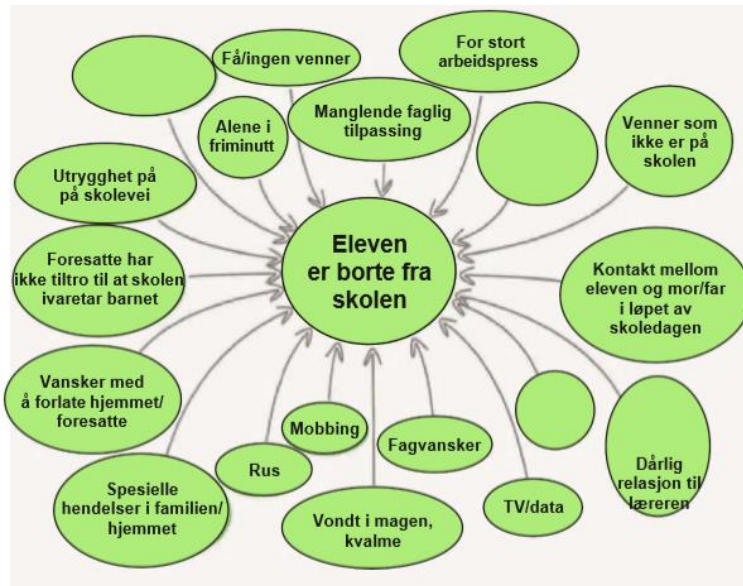 Få/ingen venner
For stort
arbeidspress
Alene i
friminutt
Manglende faglig
tilpassing
Venner som
ikke er på
skolen
Utrygghet på
på skolevei
Eleven
er borte fra
skolen
Foresatte har
ikke tiltro til at skolen
ivaretar barnet
Kontakt mellom
eleven og mor/far
i løpet av
skoledagen
Vansker med
å forlate hjemmet/
foresatte
Mobbing
Fagvansker
Rus
Dårlig
relasjon til
læreren
Spesielle
hendelser i familien/
hjemmet
Vondt i magen,
kvalme
TV/data